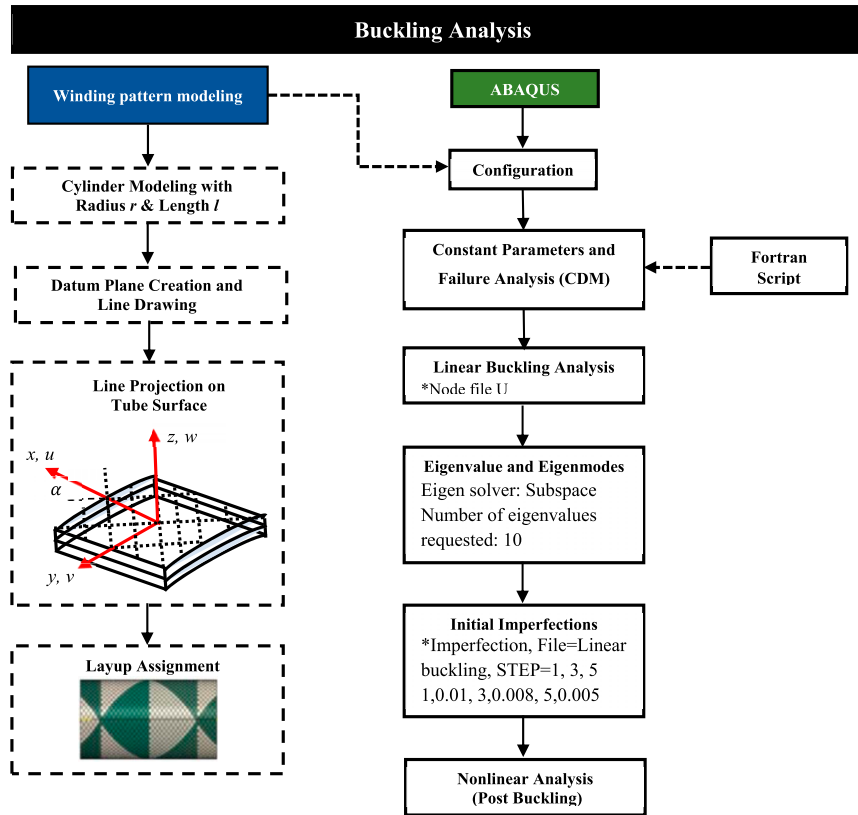 Buckling Analysis
Winding pattern modeling
Cylinder Modeling with
Radius r & Length l
Datum Plane Creation and
Line Drawing
Line Projection on
Tube Surface
z, w
x, u
α
y, v
Layup Assignment
ABAQUS
Configuration
Constant Parameters and
Failure Analysis (CDM)
Fortran
Script
Linear Buckling Analysis
*Node file U
Eigenvalue and Eigenmodes
Eigen solver: Subspace
Number of eigenvalues
requested: 10
Initial Imperfections
*Imperfection, File=Linear
buckling, STEP=1, 3, 5
1,0.01, 3,0.008, 5,0.005
Nonlinear Analysis
(Post Buckling)